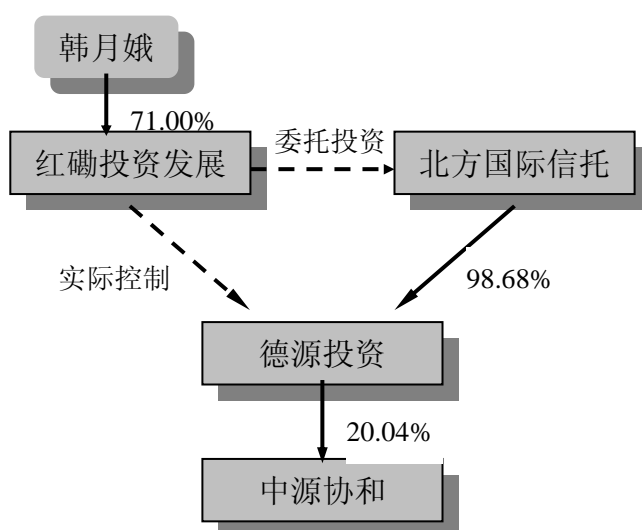 韩月娥
71.00%
委托投资
红磡投资发展
北方国际信托
实际控制
98.68%
德源投资
20.04%
中源协和